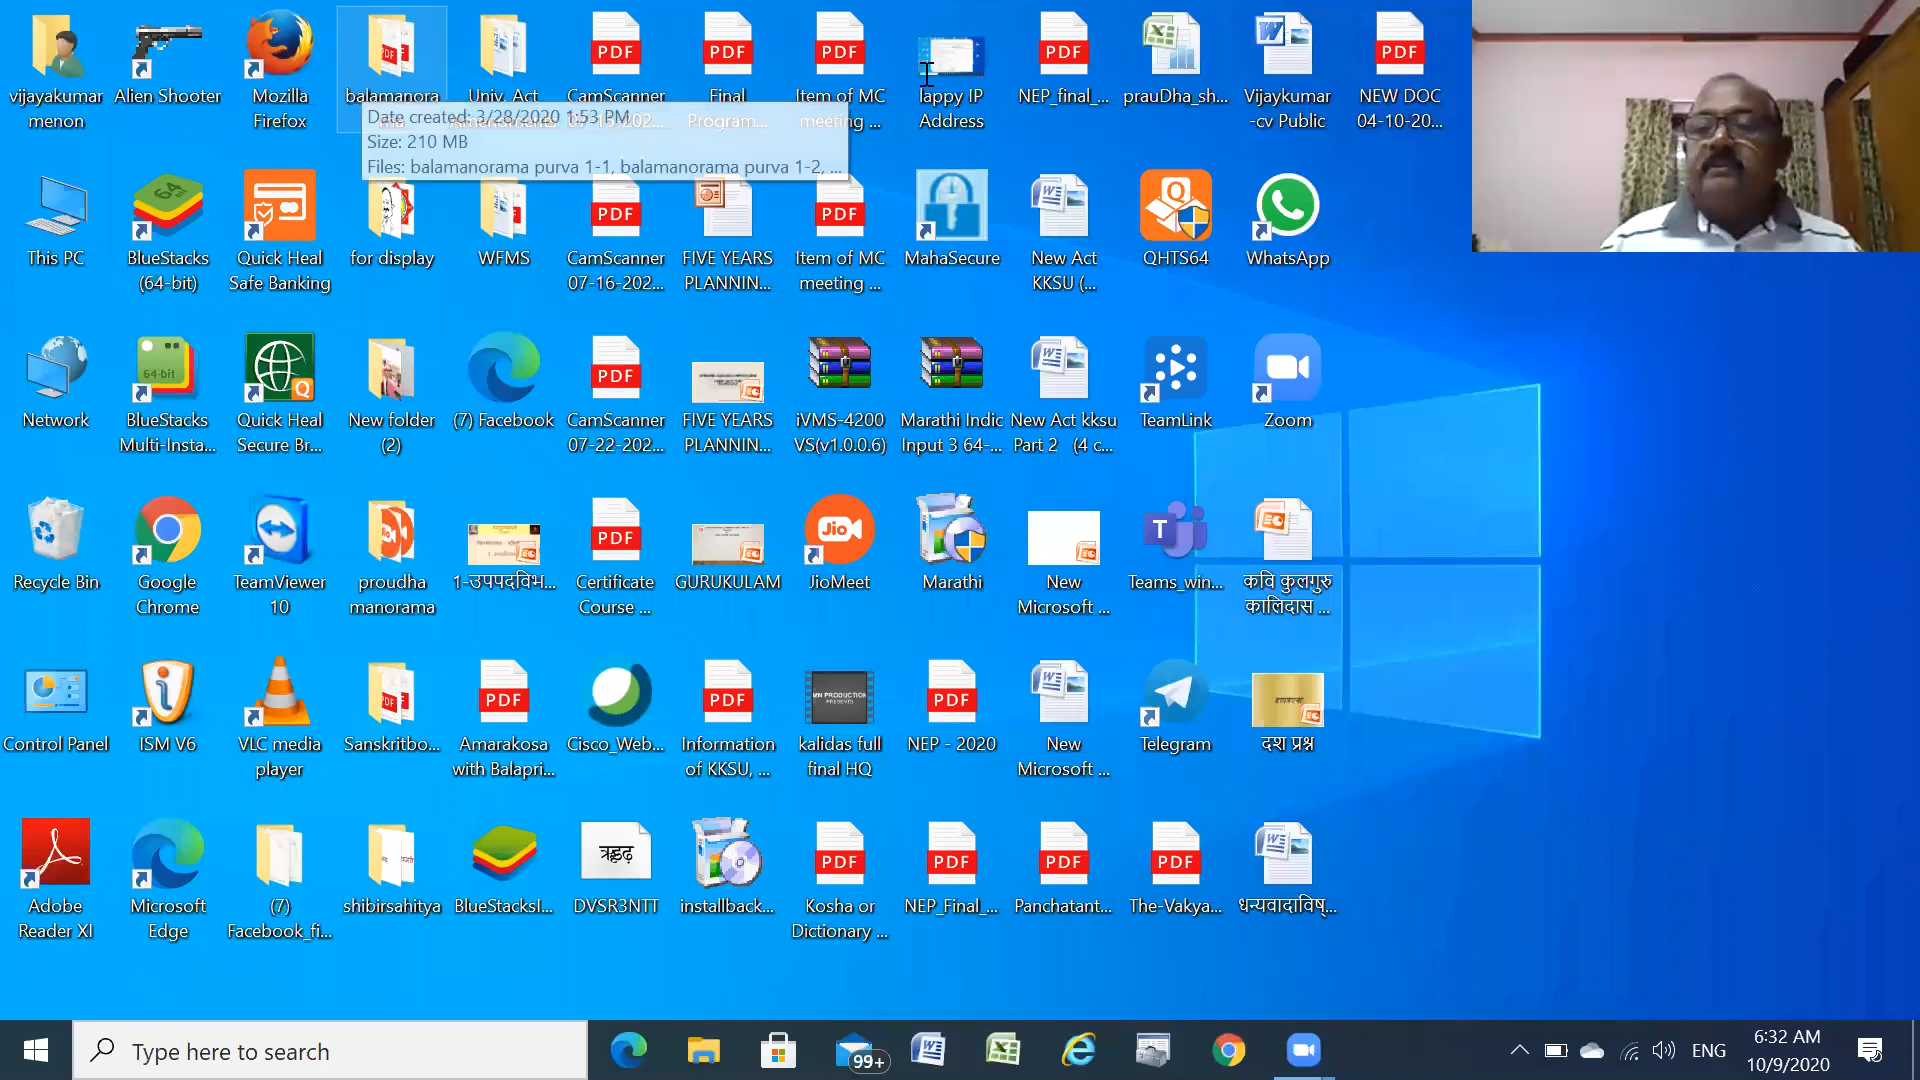 vijayakumar
menon
Alien Shooter
Mozilla
Firefox
balamanora
Univ. Act
CamScanner
Final
Program...
Item of MC
meeting ...
lappy IP
Address
NEP_final_...
prauDha_sh...
Vijaykumar
-cv Public
NEW DOC
04-10-20...
Date created: 3/28/2020 1:53 PM
Size: 210 MB
Files: balamanorama purva 1-1, balamanorama purva 1-2, ...
This PC
BlueStacks
(64-bit)
Quick Heal
Safe Banking
for display
WFMS
CamScanner
07-16-202...
FIVE YEARS
PLANNIN...
Item of MC
meeting ...
MahaSecure
New Act
KKSU (...
QHTS64
WhatsApp
Network
BlueStacks
Multi-Insta...
Quick Heal
Secure Br...
New folder
(2)
(7) Facebook
CamScanner
07-22-202...
FIVE YEARS
PLANNIN...
iVMS-4200
VS(v1.0.0.6)
Marathi Indic
Input 3 64-...
New Act kksu
Part 2 (4 c...
TeamLink
Zoom
Recycle Bin
Google
Chrome
TeamViewer
10
proudha
manorama
1-उपपदविभ...
Certificate
Course ...
GURUKULAM
JioMeet
Marathi
New
Microsoft ...
Teams_win...
कवि कुलगुरु
कालिदास ...
Control Panel
ISM V6
VLC media
player
Sanskritbo...
Amarakosa
with Balapri...
Cisco_Web...
Information
of KKSU, ...
kalidas full
final HQ
NEP - 2020
New
Microsoft ...
Telegram
दश प्रश्न
Adobe
Reader XI
Microsoft
Edge
(7)
Facebook_fi...
shibirsahitya
BlueStacksI...
DVSR3NTT
installback...
Kosha or
Dictionary ...
NEP_Final_...
Panchatant...
The-Vakya...
धन्यवादाविष्...
Type here to search
99+
ENG
6:32 AM
10/9/2020